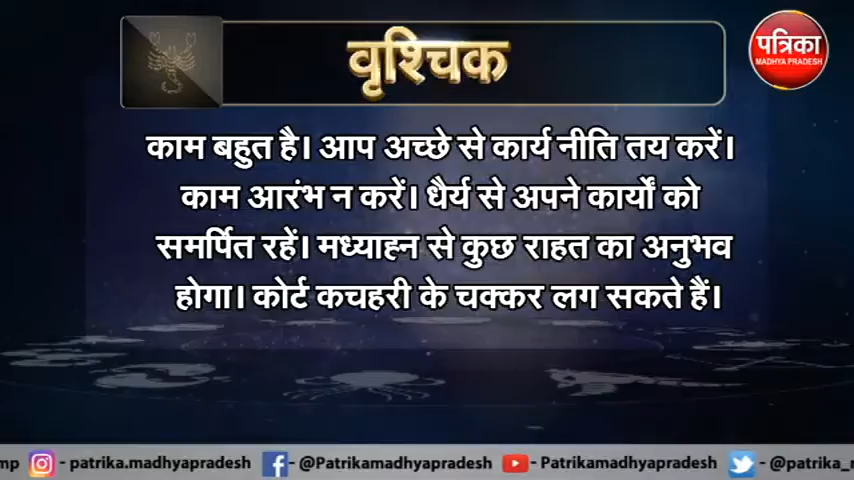 वृश्चिक
पत्रिका
MADHYA PRADESH
काम बहुत है। आप अच्छे से कार्य नीति तय करें।
काम आरंभ न करें। धैर्य से अपने कार्यों को
समर्पित रहें। मध्याह्न से कुछ राहत का अनुभव
होगा। कोर्ट कचहरी के चक्कर लग सकते हैं।
mp - patrika.madhyapradesh - @Patrikamadhyapradesh - Patrikamadhyapradesh - @patrika_